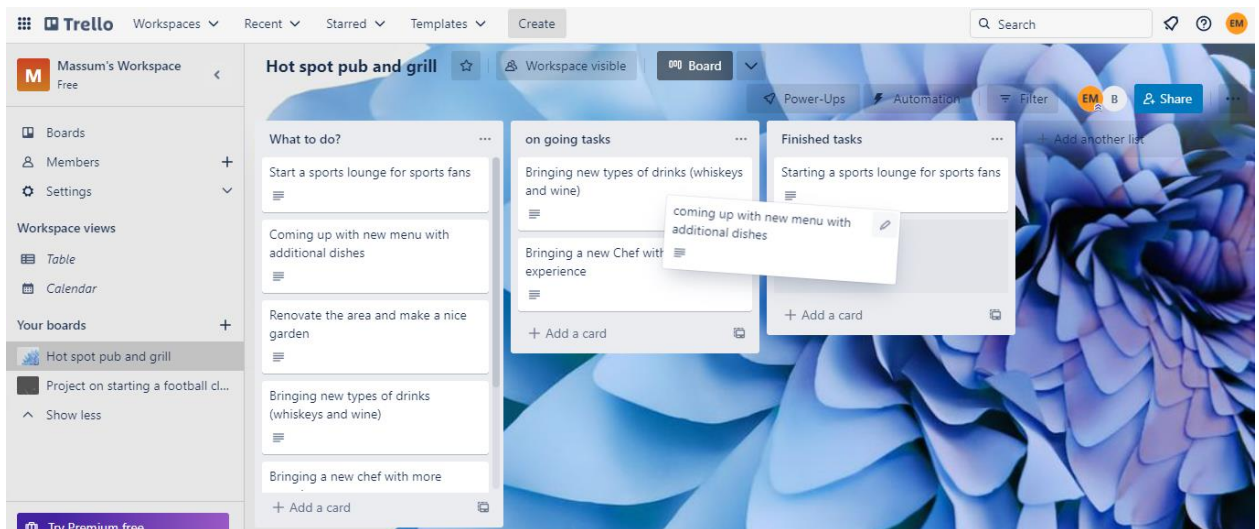 Trello Workspaces Recent Starred Templates Create Search EM
M Massum's Workspace
Free
Boards
Members
Settings
Workspace views
Table
Calendar
Your boards
Hot spot pub and grill
Project on starting a football cl...
Show less
Try Premium free
Hot spot pub and grill Workspace visible Board
Power-Ups Automation Filter EM B Share
What to do?
Start a sports lounge for sports fans
Coming up with new menu with
additional dishes
Renovate the area and make a nice
garden
Bringing new types of drinks
(whiskeys and wine)
Bringing a new chef with more
+ Add a card
on going tasks
Bringing new types of drinks (whiskeys
and wine)
Bringing a new Chef with
experience
+ Add a card
coming up with new menu with
additional dishes
Finished tasks
Starting a sports lounge for sports fans
+ Add a card
+ Add another list